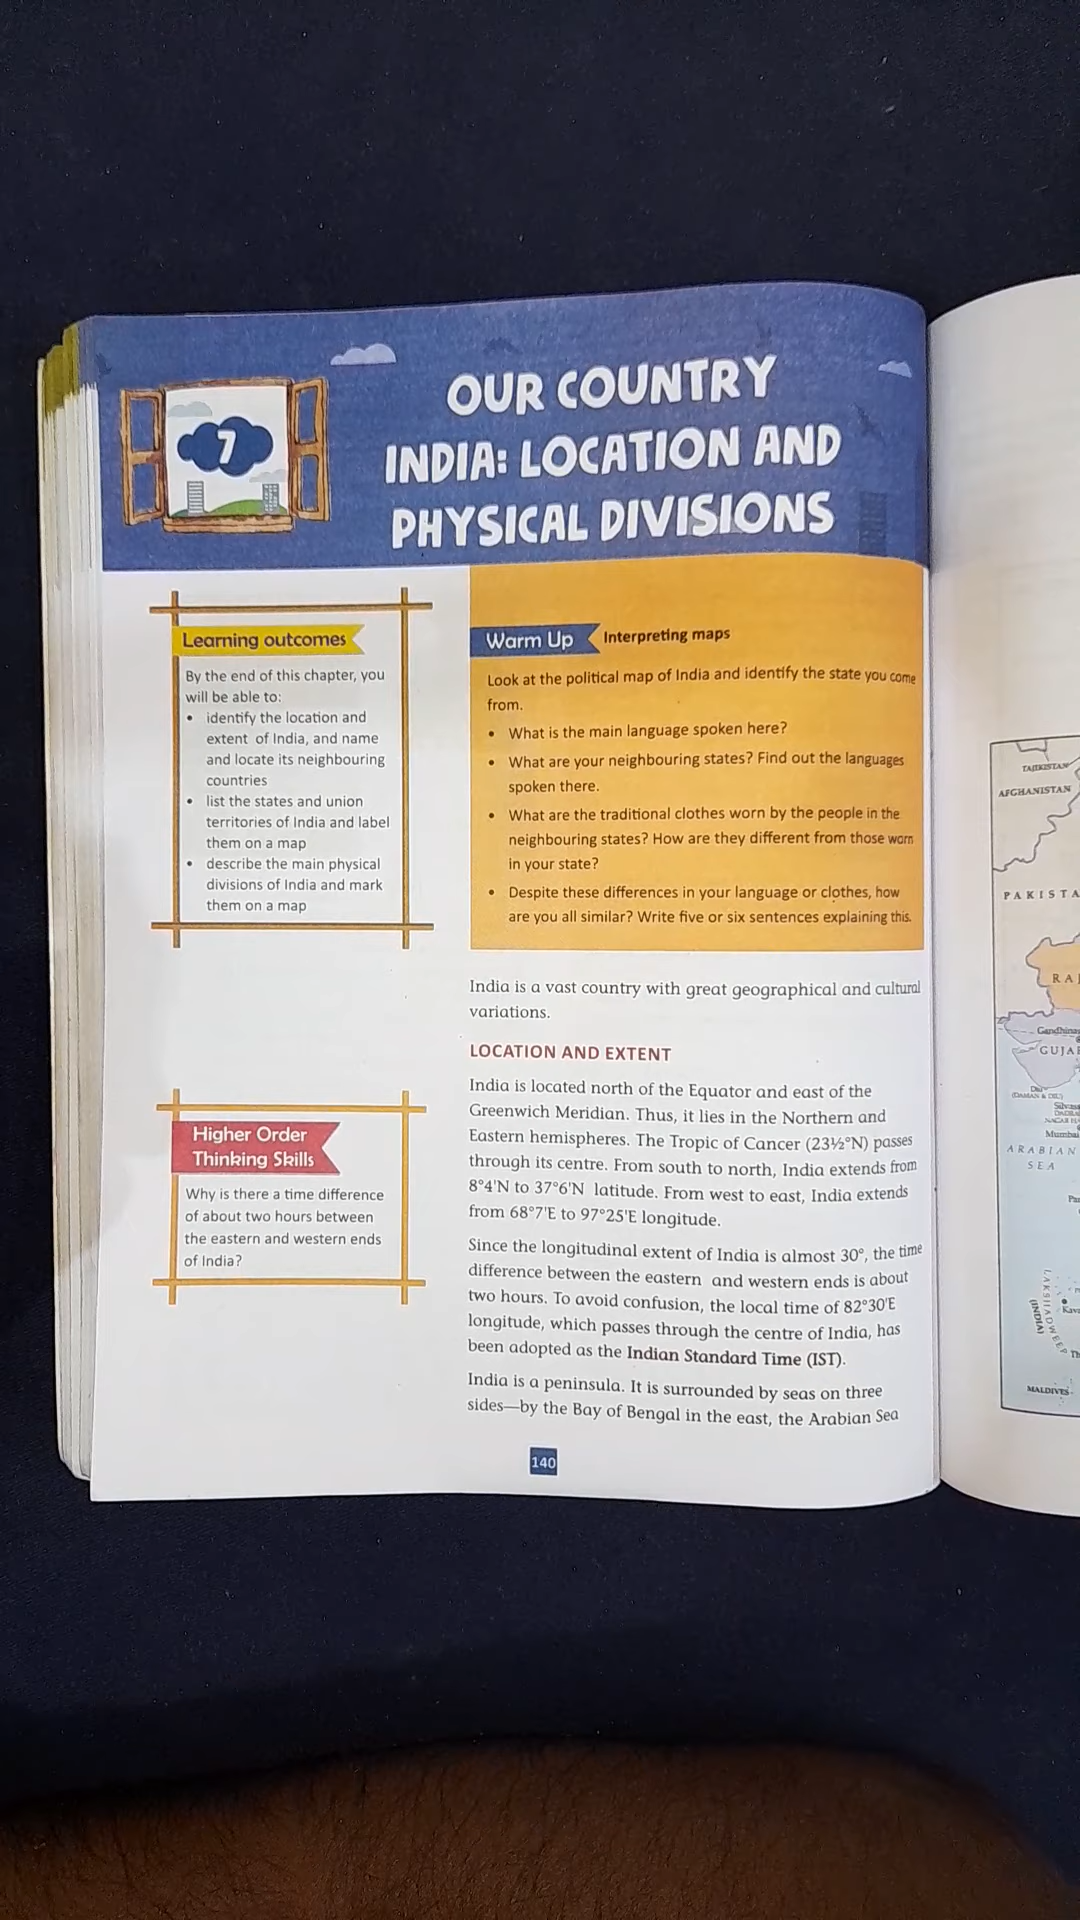 7
OUR COUNTRY
INDIA: LOCATION AND
PHYSICAL DIVISIONS
Learning outcomes
By the end of this chapter, you
will be able to:
• identify the location and
extent of India, and name
and locate its neighbouring
countries
• list the states and union
territories of India and label
them on a map
• describe the main physical
divisions of India and mark
them on a map
Warm Up Interpreting maps
Look at the political map of India and identify the state you come
from.
• What is the main language spoken here?
• What are your neighbouring states? Find out the languages
spoken there.
• What are the traditional clothes worn by the people in the
neighbouring states? How are they different from those worn
in your state?
• Despite these differences in your language or clothes, how
are you all similar? Write five or six sentences explaining this.
India is a vast country with great geographical and cultural
variations.
LOCATION AND EXTENT
India is located north of the Equator and east of the
Greenwich Meridian. Thus, it lies in the Northern and
Eastern hemispheres. The Tropic of Cancer (23½°N) passes
through its centre. From south to north, India extends from
8°4'N to 37°6'N latitude. From west to east, India extends
from 68°7'E to 97°25'E longitude.
Higher Order
Thinking Skills
Why is there a time difference
of about two hours between
the eastern and western ends
of India?
Since the longitudinal extent of India is almost 30°, the time
difference between the eastern and western ends is about
two hours. To avoid confusion, the local time of 82°30'E
longitude, which passes through the centre of India, has
been adopted as the Indian Standard Time (IST).
India is a peninsula. It is surrounded by seas on three
sides—by the Bay of Bengal in the east, the Arabian Sea
140
TAJIKISTAN
AFGHANISTAN
PAKISTA
RAJ
GUJAR
(DAMAN & DIU)
Mumbai
ARABIAN
SEA
LAKSHADWEEP
(INDIA)
MALDIVES